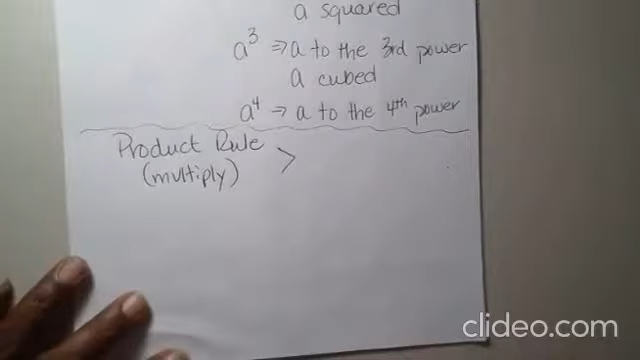 a squared
a³ ⇒ a to the 3rd power
a cubed
a⁴ → a to the 4th power
Product Rule >
(multiply)
clideo.com